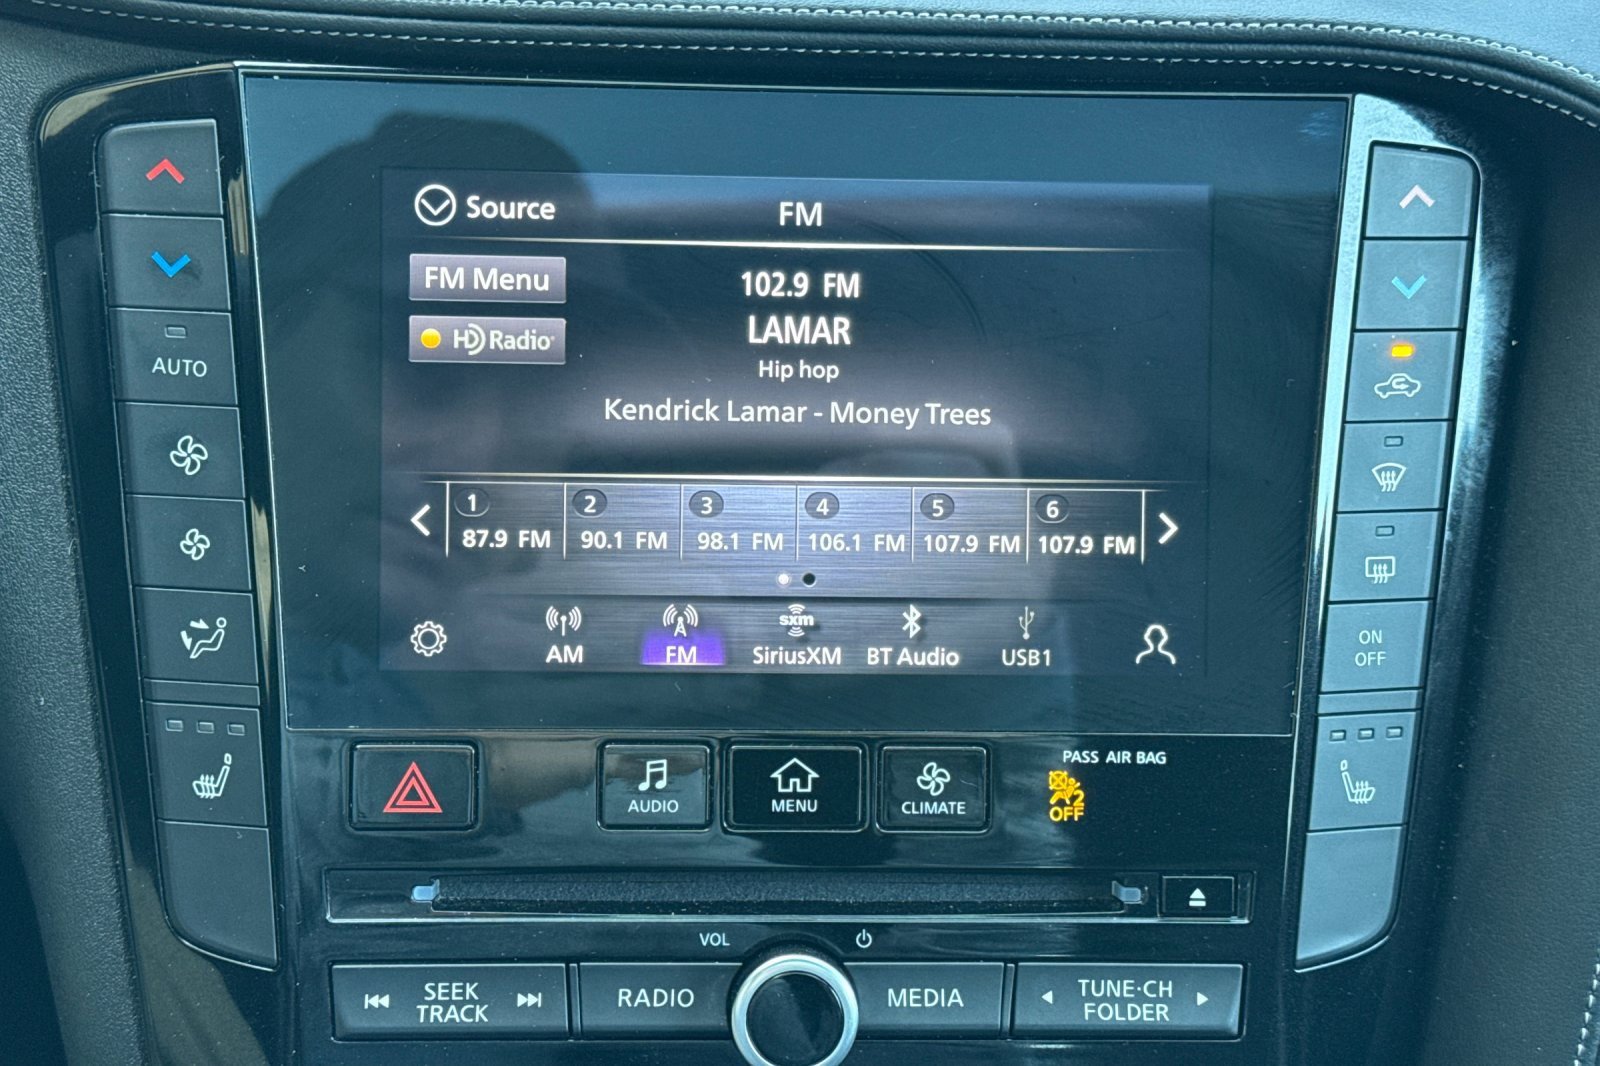 Source
FM
FM Menu
102.9 FM
HD Radio
LAMAR
Hip hop
Kendrick Lamar - Money Trees
1 2 3 4 5 6
87.9 FM 90.1 FM 98.1 FM 106.1 FM 107.9 FM 107.9 FM
sxm
AM FM SiriusXM BT Audio USB1
AUTO
ON
OFF
AUDIO
MENU
CLIMATE
PASS AIR BAG
2
OFF
VOL
SEEK
TRACK
RADIO
MEDIA
TUNE·CH
FOLDER